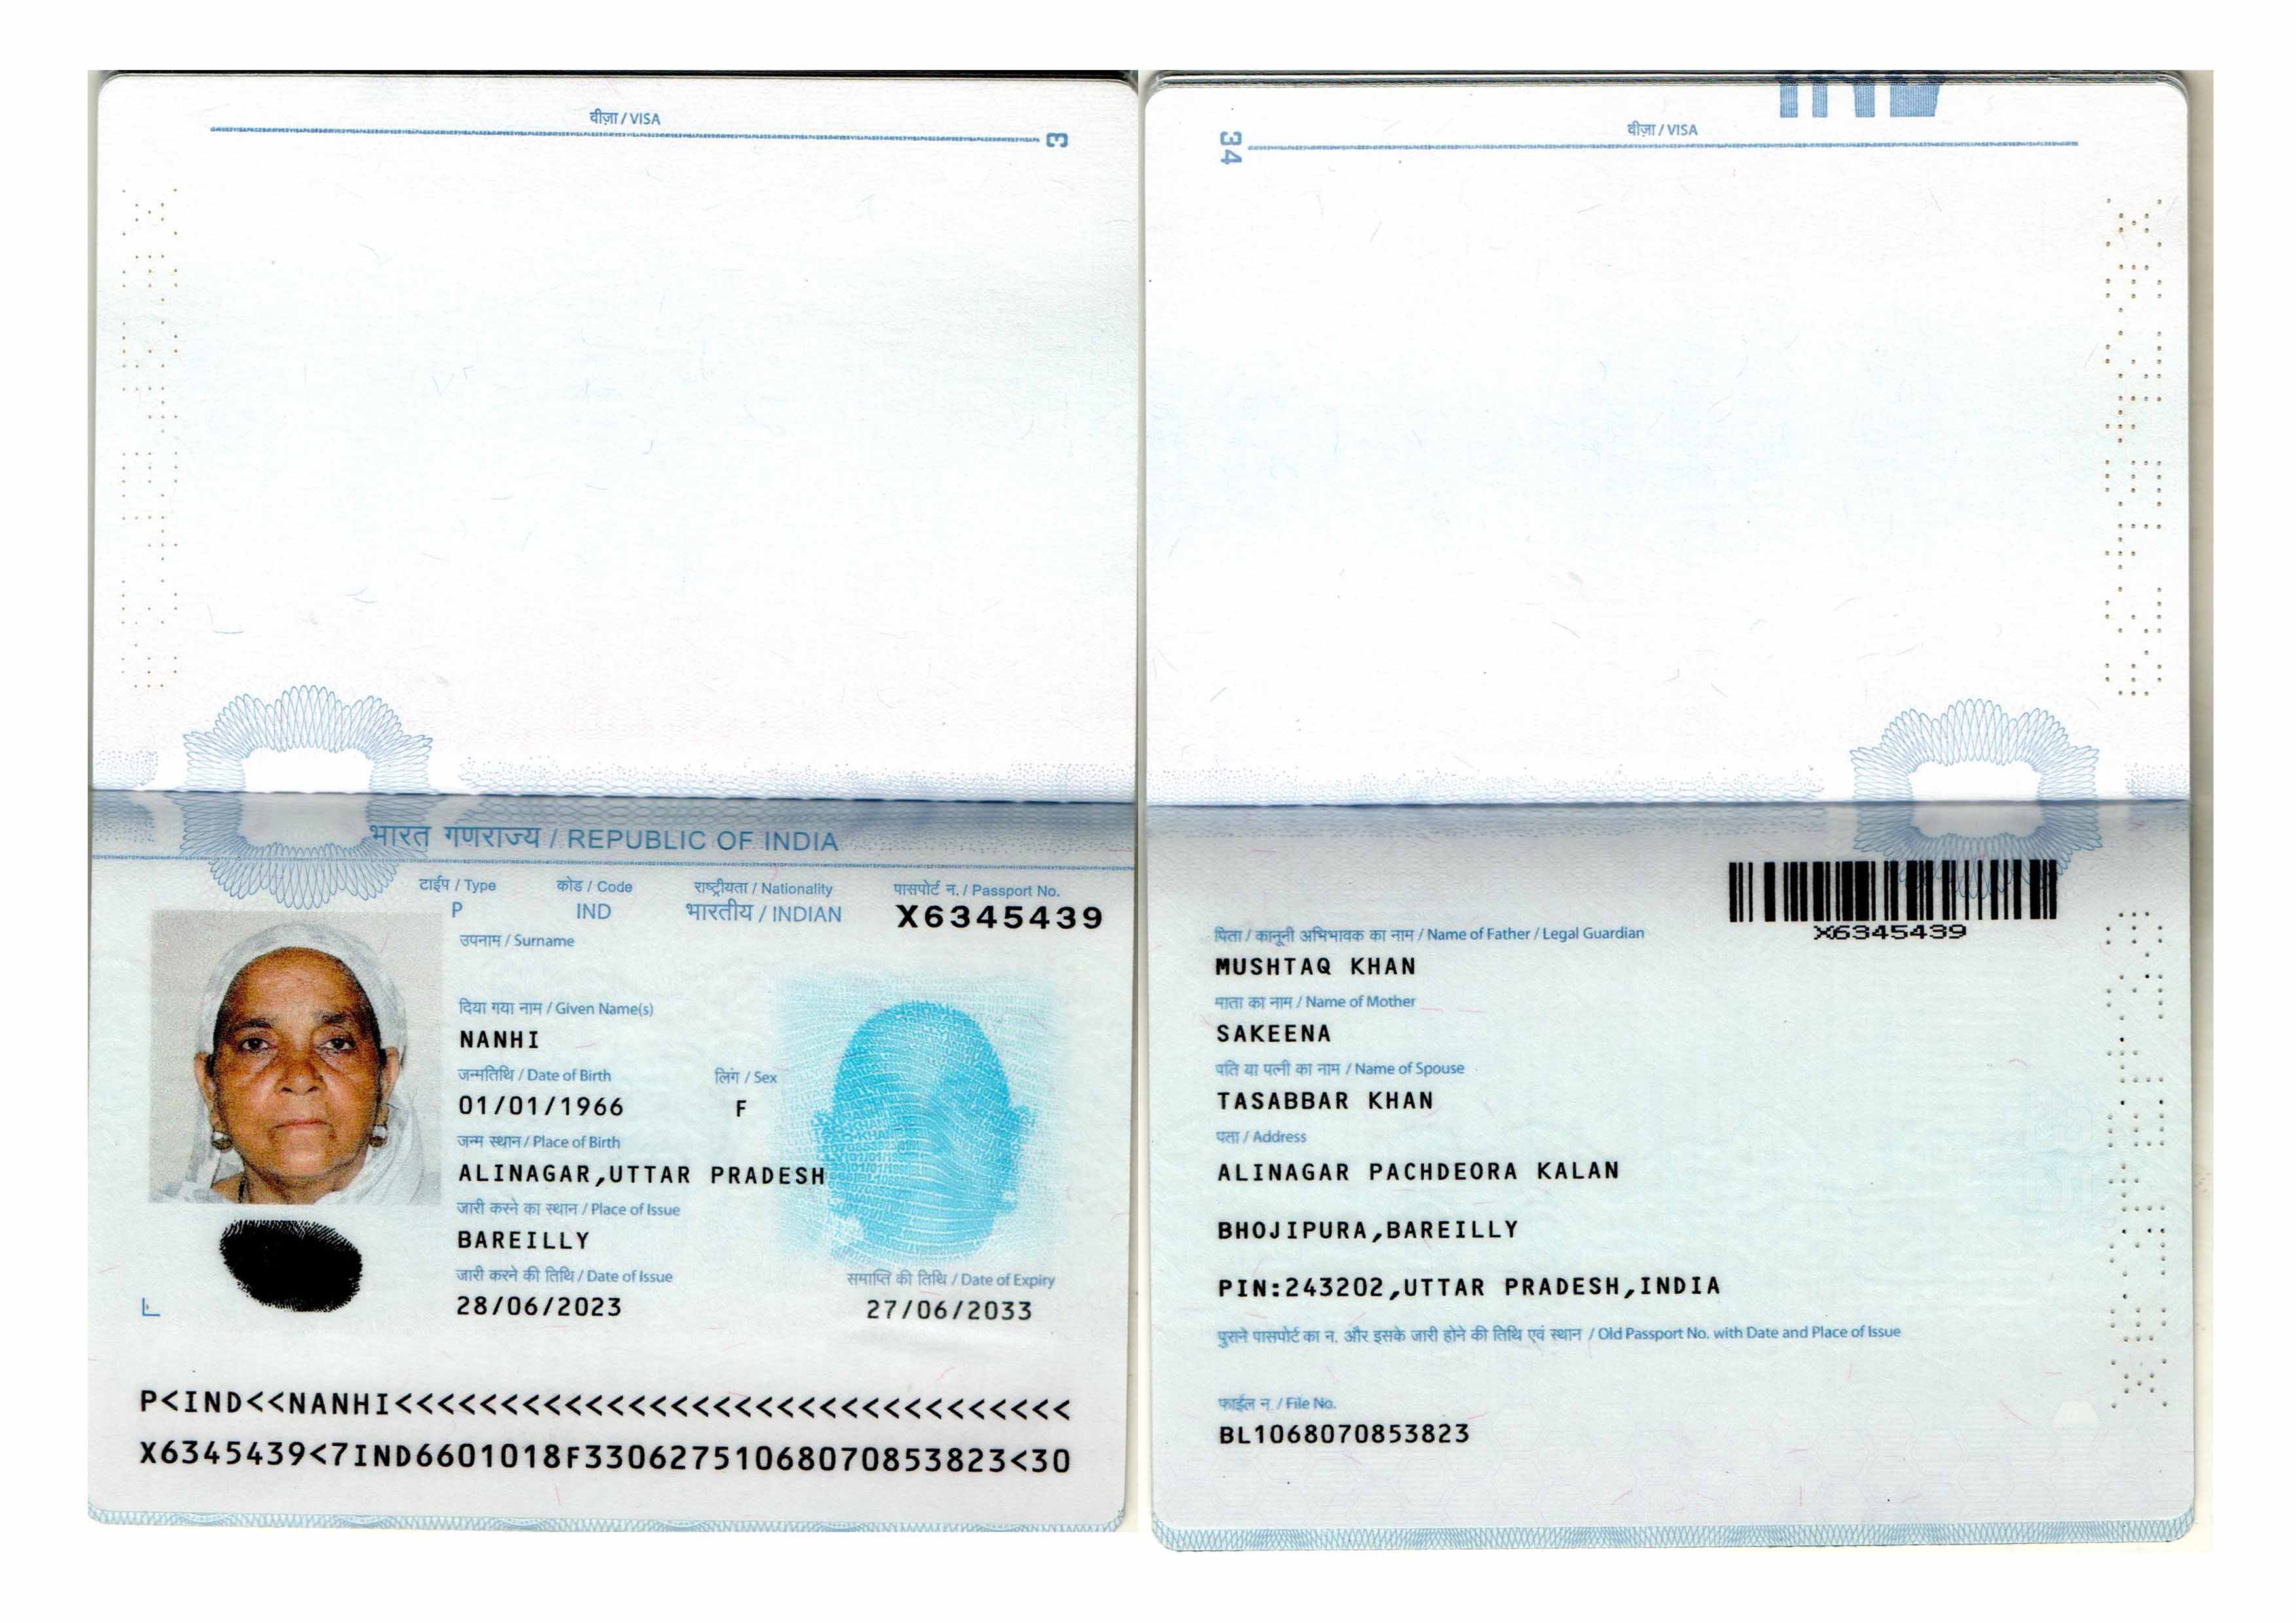 वीज़ा / VISA
3
भारत गणराज्य / REPUBLIC OF INDIA
टाईप / Type
कोड / Code
राष्ट्रीयता / Nationality
पासपोर्ट न. / Passport No.
P
IND
भारतीय / INDIAN
X6345439
उपनाम / Surname
दिया गया नाम / Given Name(s)
NANHI
जन्मतिथि / Date of Birth
लिंग / Sex
01/01/1966
F
जन्म स्थान / Place of Birth
ALINAGAR,UTTAR PRADESH
जारी करने का स्थान / Place of Issue
BAREILLY
जारी करने की तिथि / Date of Issue
समाप्ति की तिथि / Date of Expiry
28/06/2023
27/06/2033
P<IND<<NANHI<<<<<<<<<<<<<<<<<<<<<<<<<<<<<<<<
X6345439<7IND6601018F33062751068070853823<30
34
वीज़ा / VISA
IND
X6345439
पिता / कानूनी अभिभावक का नाम / Name of Father / Legal Guardian
MUSHTAQ KHAN
माता का नाम / Name of Mother
SAKEENA
पति या पत्नी का नाम / Name of Spouse
TASABBAR KHAN
पता / Address
ALINAGAR PACHDEORA KALAN
BHOJIPURA,BAREILLY
PIN:243202,UTTAR PRADESH,INDIA
पुराने पासपोर्ट का न. और इसके जारी होने की तिथि एवं स्थान / Old Passport No. with Date and Place of Issue
फाईल न. / File No.
BL1068070853823